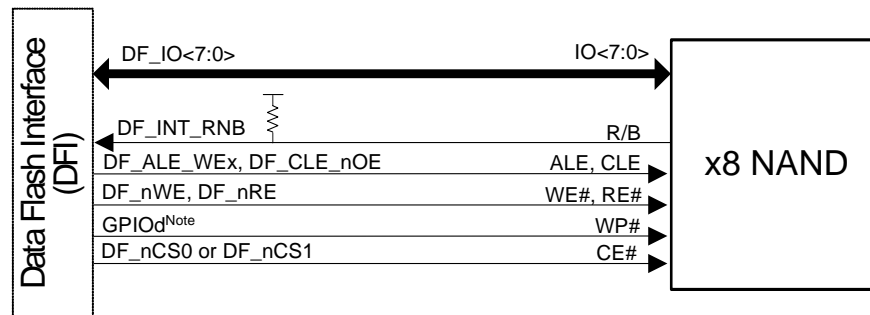 Data Flash Interface
(DFI)
DF_IO<7:0> IO<7:0>
DF_INT_RNB R/B
DF_ALE_WEx, DF_CLE_nOE ALE, CLE
DF_nWE, DF_nRE WE#, RE#
GPIOdNote WP#
DF_nCS0 or DF_nCS1 CE#
x8 NAND